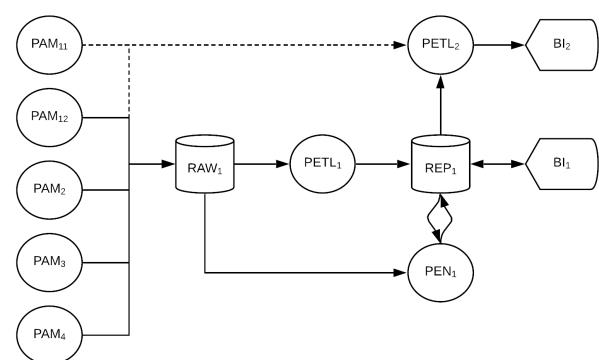 PAM₁₁
PETL₂
BI₂
PAM₁₂
RAW₁
PETL₁
REP₁
BI₁
PAM₂
PAM₃
PEN₁
PAM₄